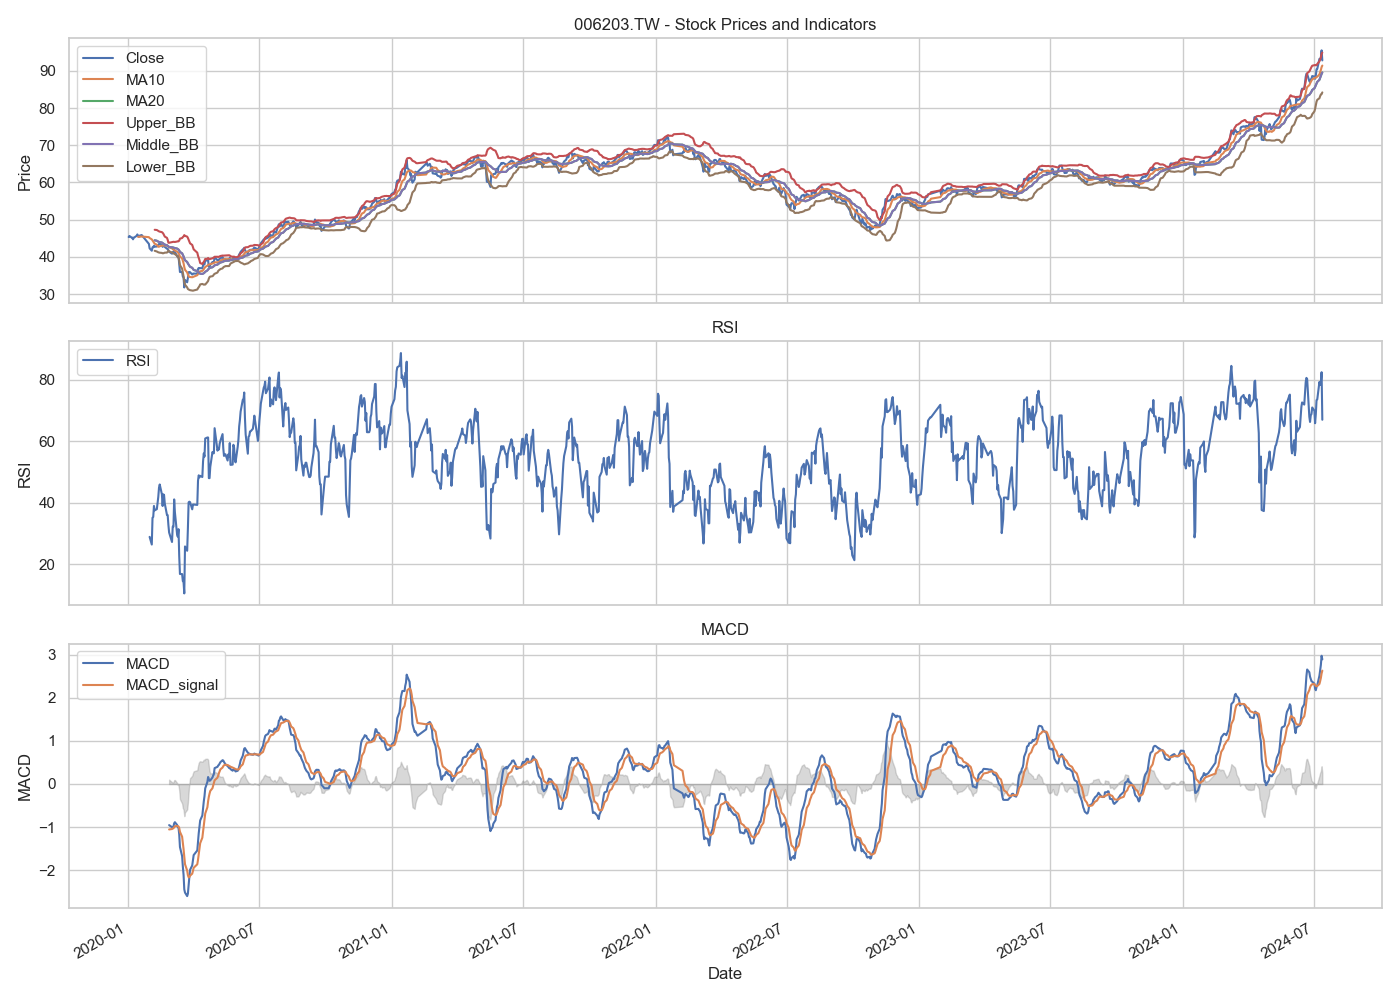 006203.TW - Stock Prices and Indicators
Close
MA10
MA20
Upper_BB
Middle_BB
Lower_BB
Price
90
80
70
60
50
40
30
RSI
RSI
RSI
80
60
40
20
MACD
MACD
MACD_signal
MACD
3
2
1
0
−1
−2
2020-01
2020-07
2021-01
2021-07
2022-01
2022-07
2023-01
2023-07
2024-01
2024-07
Date